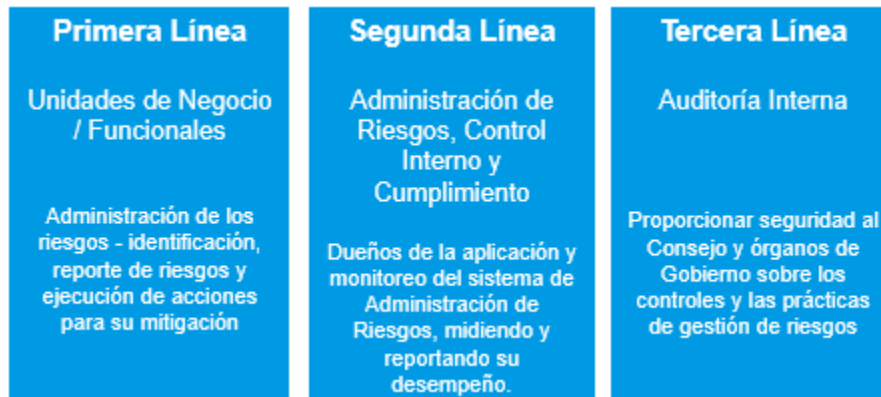 Primera Línea
Unidades de Negocio
/ Funcionales
Administración de los
riesgos - identificación,
reporte de riesgos y
ejecución de acciones
para su mitigación
Segunda Línea
Administración de
Riesgos, Control
Interno y
Cumplimiento
Dueños de la aplicación y
monitoreo del sistema de
Administración de
Riesgos, midiendo y
reportando su
desempeño.
Tercera Línea
Auditoría Interna
Proporcionar seguridad al
Consejo y órganos de
Gobierno sobre los
controles y las prácticas
de gestión de riesgos